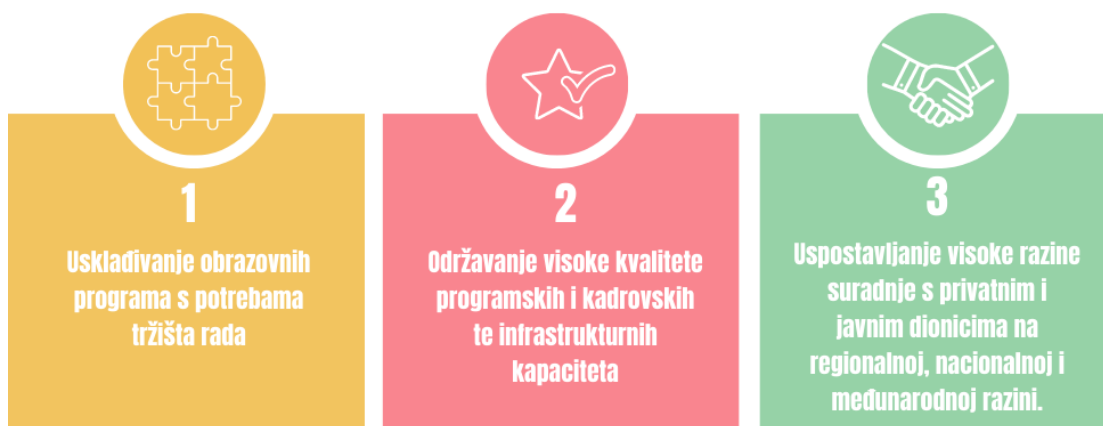 1
Usklađivanje obrazovnih
programa s potrebama
tržišta rada
2
Održavanje visoke kvalitete
programskih i kadrovskih
te infrastrukturnih
kapaciteta
3
Uspostavljanje visoke razine
suradnje s privatnim i
javnim dionicima na
regionalnoj, nacionalnoj i
međunarodnoj razini.